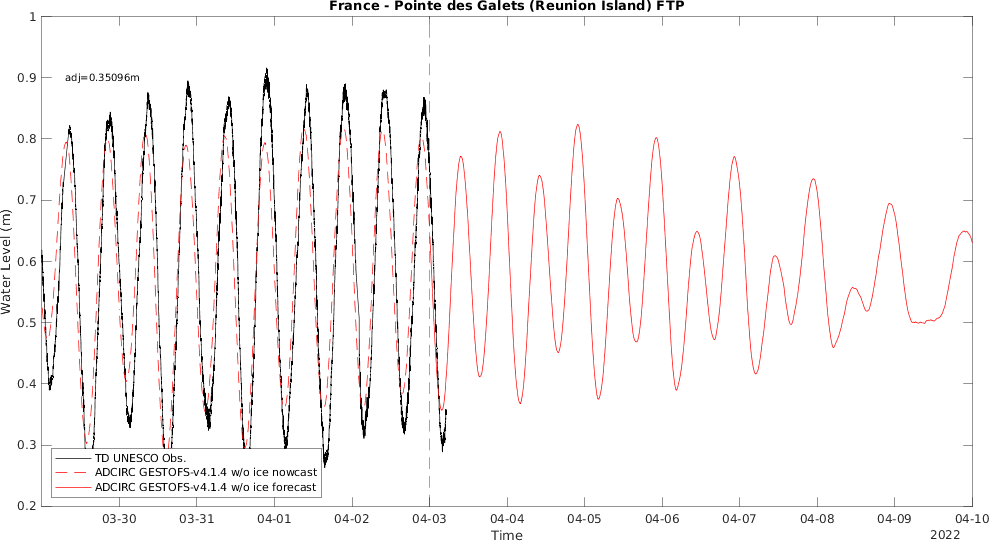 France - Pointe des Galets (Reunion Island) FTP
1
0.9
0.8
0.7
0.6
0.5
0.4
0.3
0.2
Water Level (m)
adj=0.35096m
TD UNESCO Obs.
ADCIRC GESTOFS-v4.1.4 w/o ice nowcast
ADCIRC GESTOFS-v4.1.4 w/o ice forecast
03-30 03-31 04-01 04-02 04-03 04-04 04-05 04-06 04-07 04-08 04-09 04-10
Time
2022